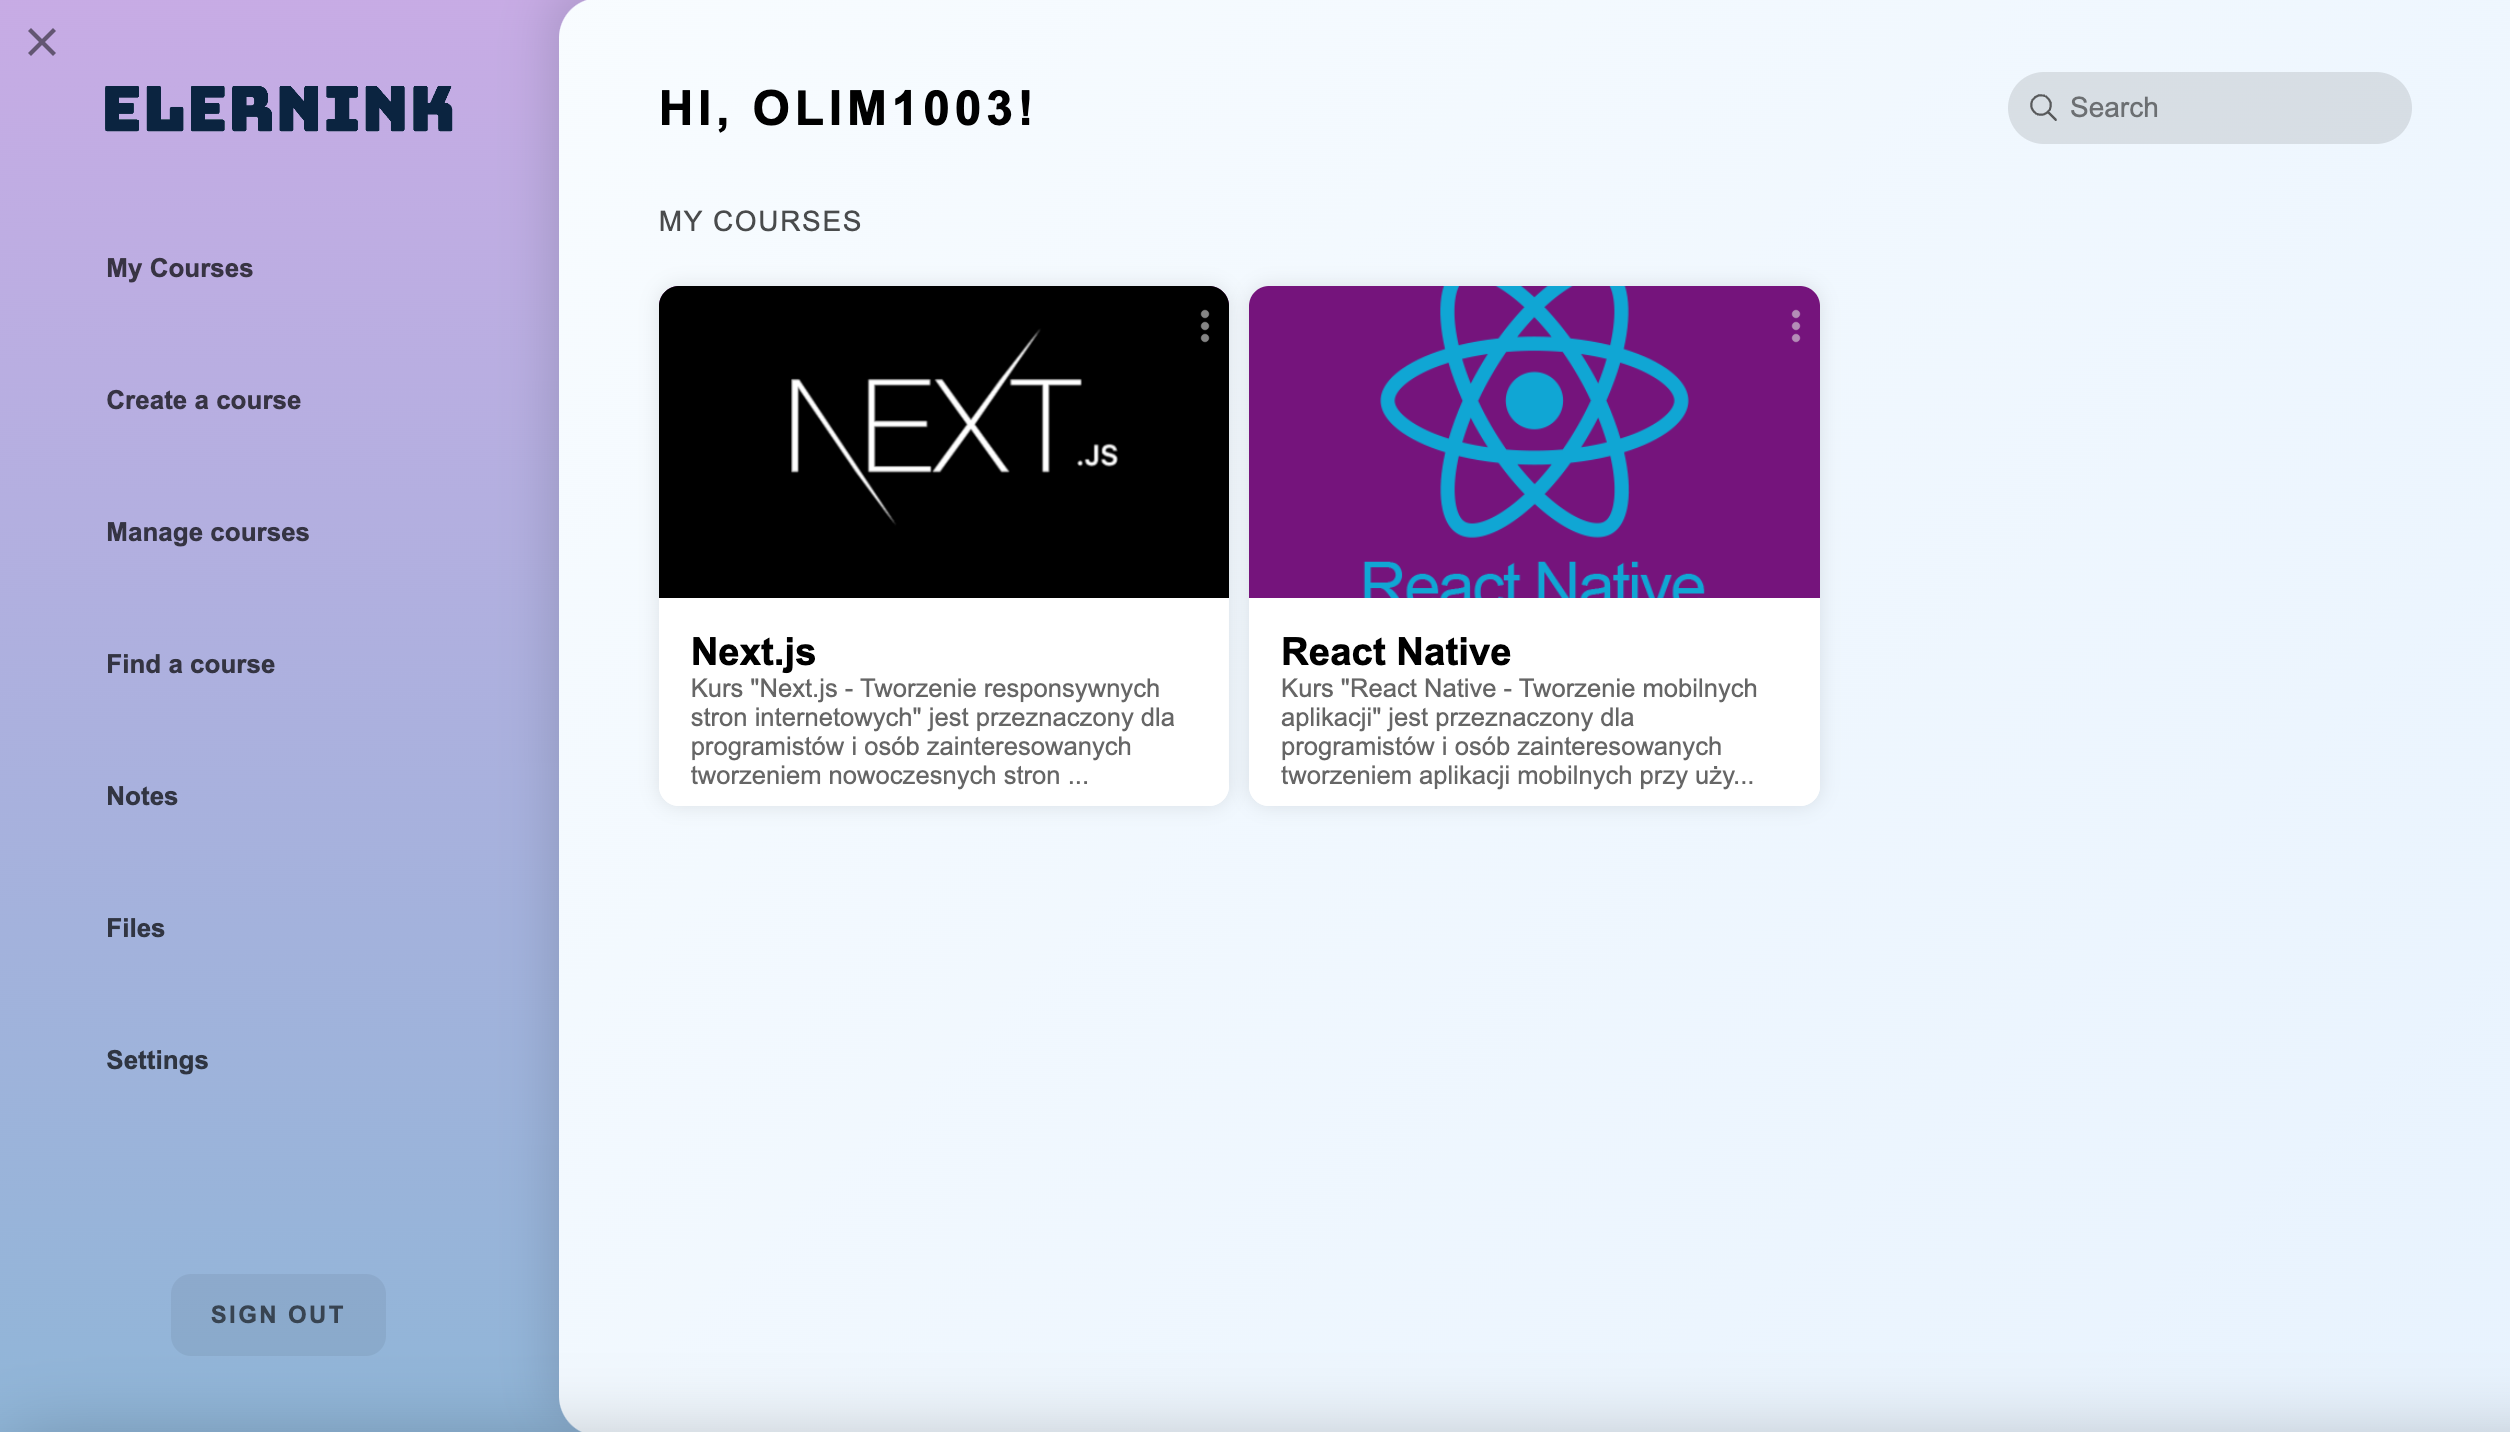 ELERNINK
My Courses
Create a course
Manage courses
Find a course
Notes
Files
Settings
SIGN OUT
HI, OLIM1003!
Search
MY COURSES
NEXT.JS
Next.js
Kurs "Next.js - Tworzenie responsywnych
stron internetowych" jest przeznaczony dla
programistów i osób zainteresowanych
tworzeniem nowoczesnych stron ...
React Native
React Native
Kurs "React Native - Tworzenie mobilnych
aplikacji" jest przeznaczony dla
programistów i osób zainteresowanych
tworzeniem aplikacji mobilnych przy uży...